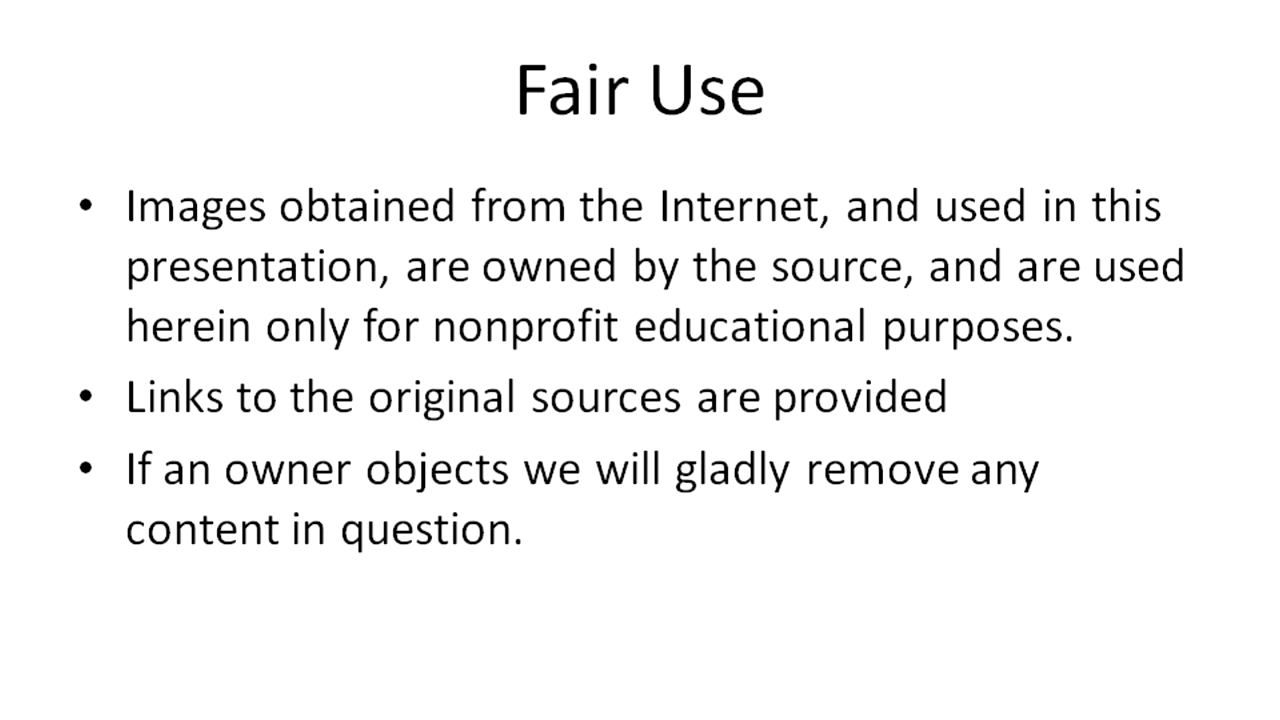 Fair Use
• Images obtained from the Internet, and used in this
presentation, are owned by the source, and are used
herein only for nonprofit educational purposes.
• Links to the original sources are provided
• If an owner objects we will gladly remove any
content in question.